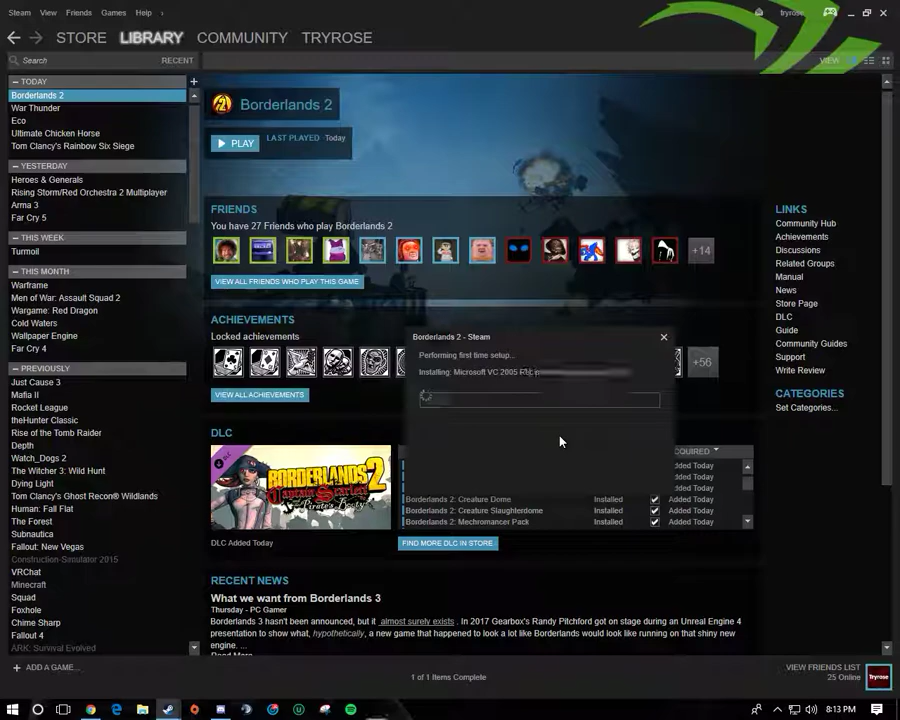 Steam View Friends Games Help
tryrose
STORE LIBRARY COMMUNITY TRYROSE
Search RECENT
VIEW
TODAY
Borderlands 2
War Thunder
Eco
Ultimate Chicken Horse
Tom Clancy's Rainbow Six Siege
YESTERDAY
Heroes & Generals
Rising Storm/Red Orchestra 2 Multiplayer
Arma 3
Far Cry 5
THIS WEEK
Turmoil
THIS MONTH
Warframe
Men of War: Assault Squad 2
Wargame: Red Dragon
Cold Waters
Wallpaper Engine
Far Cry 4
PREVIOUSLY
Just Cause 3
Mafia II
Rocket League
theHunter Classic
Rise of the Tomb Raider
Depth
Watch_Dogs 2
The Witcher 3: Wild Hunt
Dying Light
Tom Clancy's Ghost Recon® Wildlands
Human: Fall Flat
The Forest
Subnautica
Fallout: New Vegas
Construction-Simulator 2015
VRChat
Minecraft
Squad
Foxhole
Chime Sharp
Fallout 4
ARK: Survival Evolved
ADD A GAME...
Borderlands 2
PLAY
LAST PLAYED Today
FRIENDS
You have 27 Friends who play Borderlands 2
+14
VIEW ALL FRIENDS WHO PLAY THIS GAME
ACHIEVEMENTS
Locked achievements
+56
VIEW ALL ACHIEVEMENTS
Borderlands 2 - Steam
Performing first time setup...
Installing: Microsoft VC 2005
DLC
BORDERLANDS 2
Captain Scarlett
Pirate's Booty
DLC Added Today
Added Today
Added Today
Added Today
Borderlands 2: Creature Dome Installed Added Today
Borderlands 2: Creature Slaughterdome Installed Added Today
Borderlands 2: Mechromancer Pack Installed Added Today
FIND MORE DLC IN STORE
RECENT NEWS
What we want from Borderlands 3
Thursday - PC Gamer
Borderlands 3 hasn't been announced, but it almost surely exists . In 2017 Gearbox's Randy Pitchford got on stage during an Unreal Engine 4
presentation to show what, hypothetically, a new game that happened to look a lot like Borderlands would look like running on that shiny new
engine. ...
Read More
LINKS
Community Hub
Achievements
Discussions
Related Groups
Manual
News
Store Page
DLC
Guide
Community Guides
Support
Write Review
CATEGORIES
Set Categories...
1 of 1 Items Complete
VIEW FRIENDS LIST
25 Online
Tryrose
8:13 PM